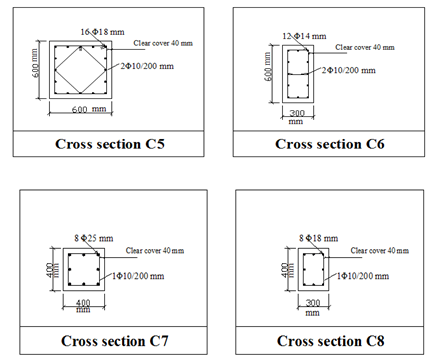 16-Φ18 mm
Clear cover 40 mm
2Φ10/200 mm
600 mm
600 mm
Cross section C5
12-Φ14 mm
Clear cover 40 mm
2Φ10/200 mm
600 mm
300 mm
Cross section C6
8 Φ25 mm
Clear cover 40 mm
1Φ10/200 mm
400 mm
400 mm
Cross section C7
8 Φ18 mm
Clear cover 40 mm
1Φ10/200 mm
400 mm
300 mm
Cross section C8